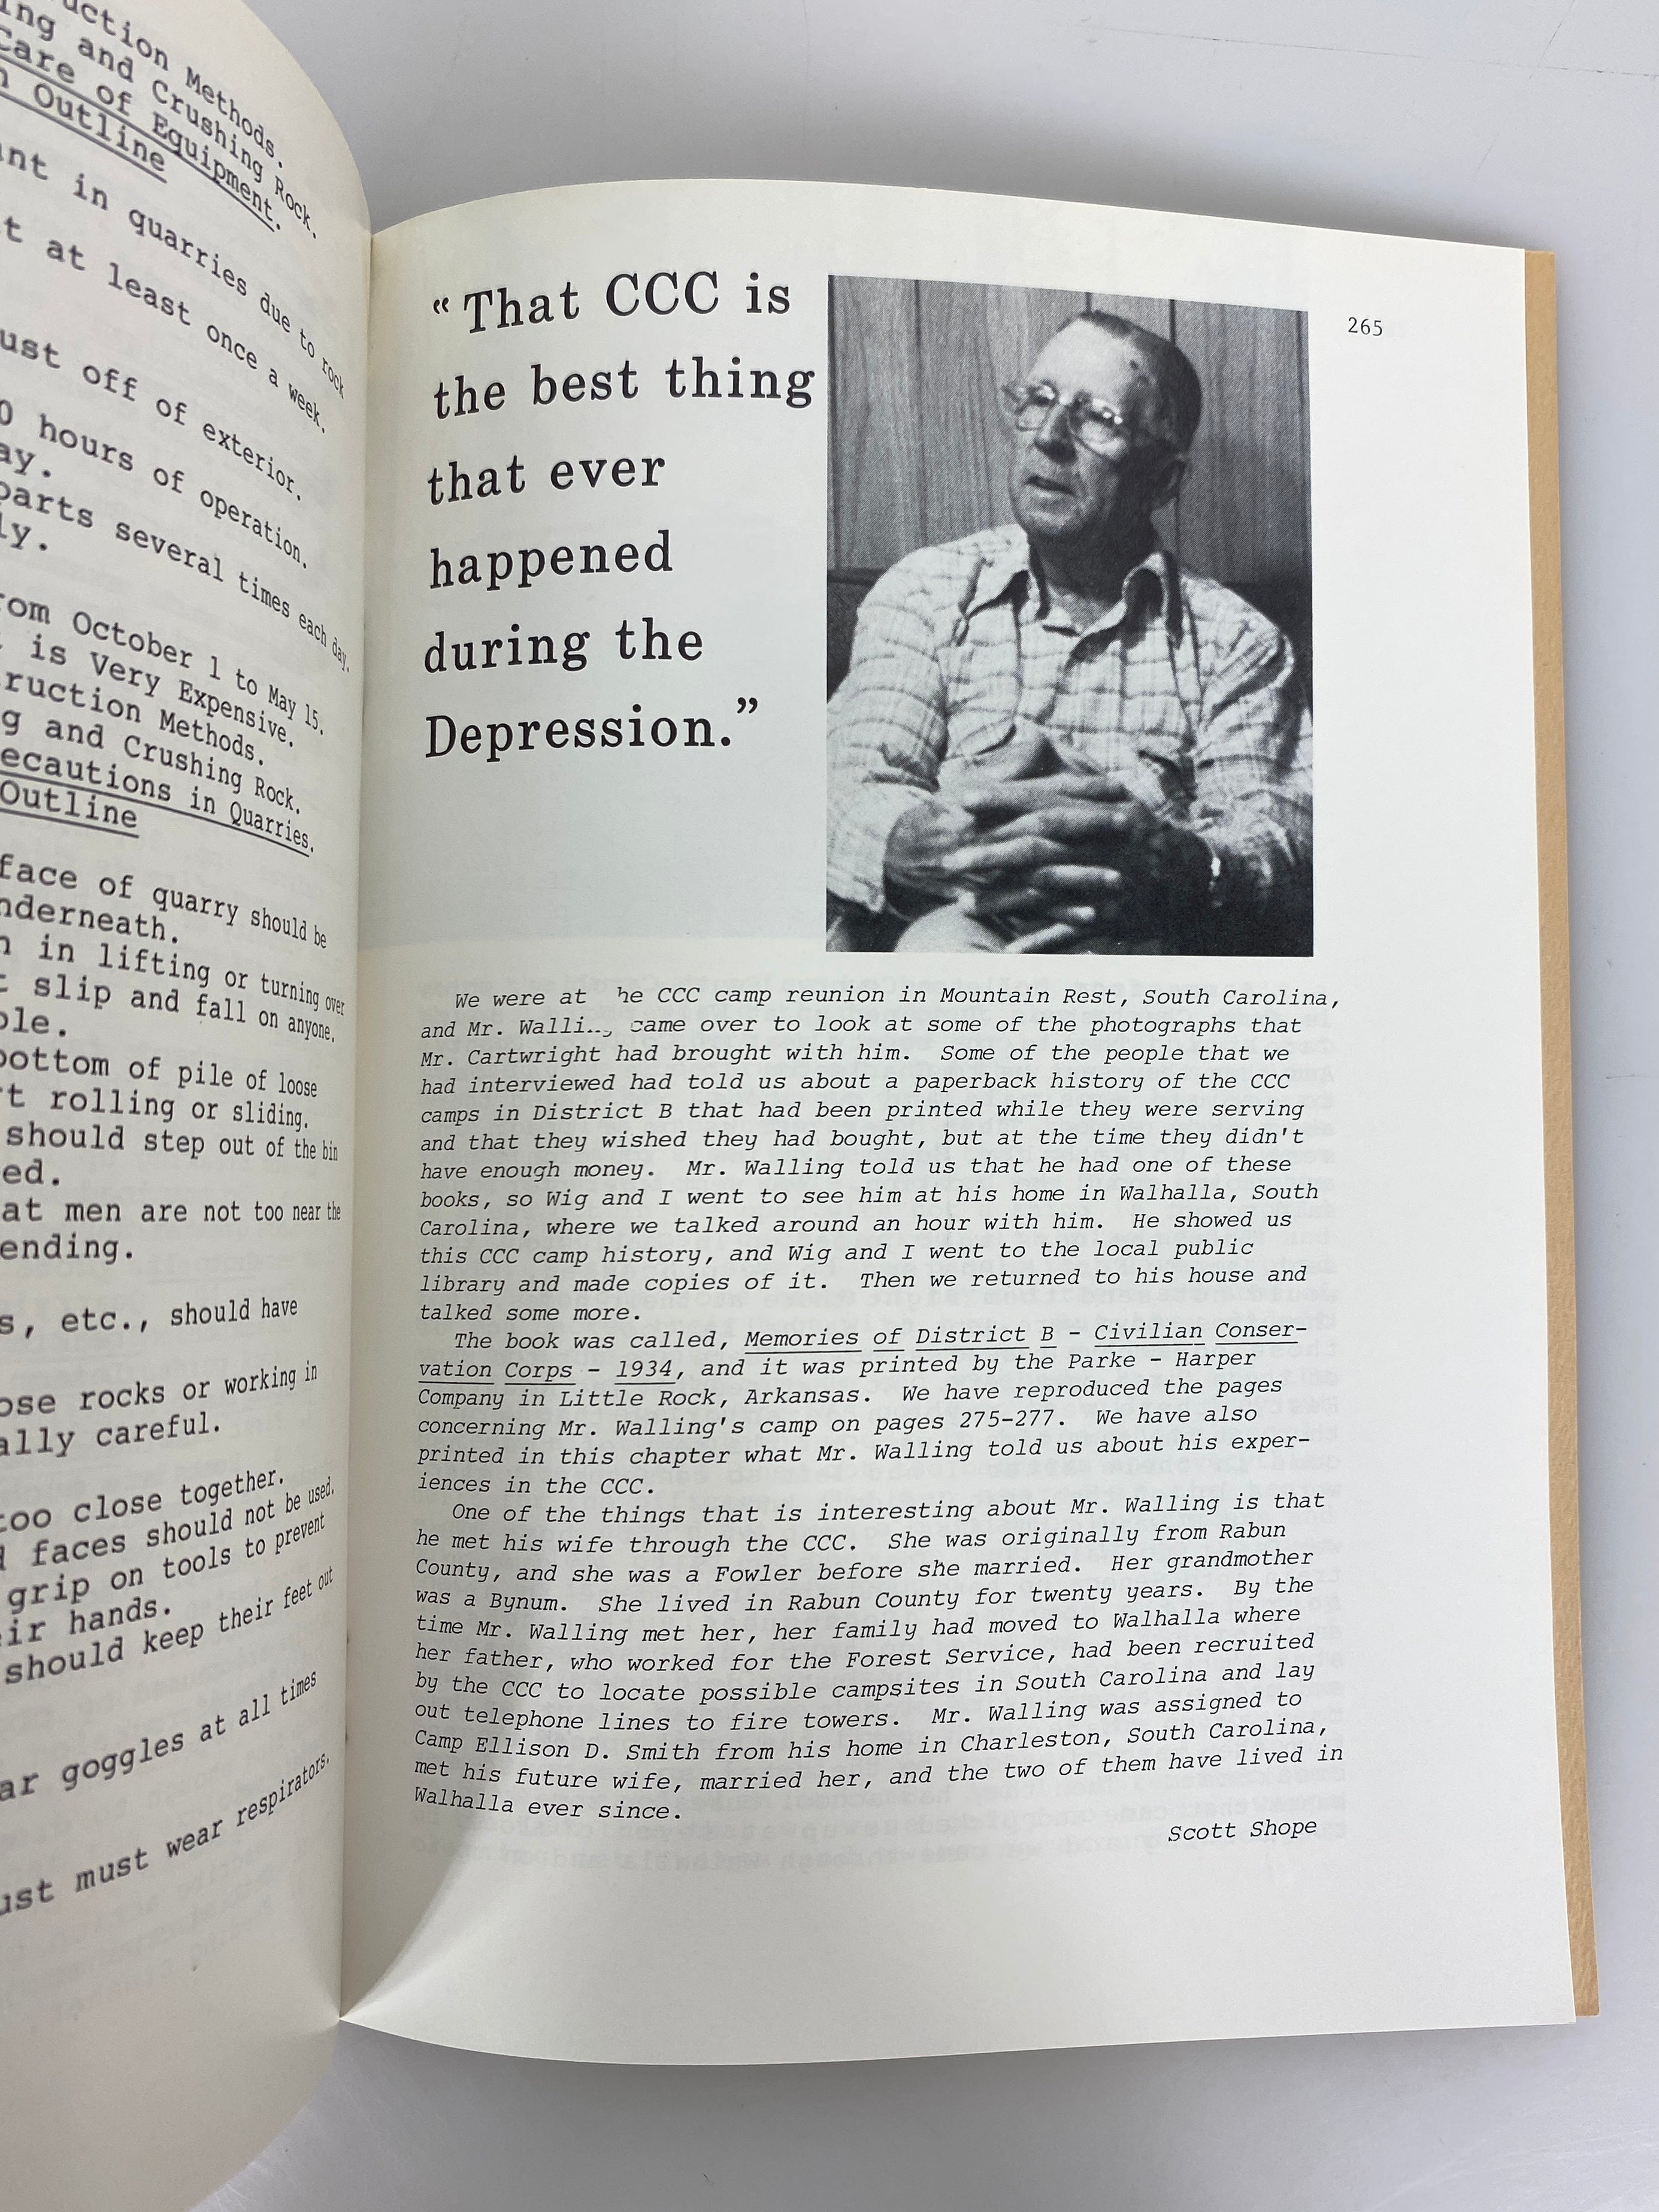 uction Methods.
ing and Crushing Rock.
Care of Equipment.
Outline
in quarries due to rock
at least once a week.
off of exterior.
hours of operation.
parts several times each day.
October 1 to May 15.
is Very Expensive.
ruction Methods.
and Crushing Rock.
ecautions in Quarries.
Outline
face of quarry should be
nderneath.
in lifting or turning over
slip and fall on anyone.
ole.
bottom of pile of loose
rolling or sliding.
should step out of the bin
ed.
at men are not too near the
ending.
s, etc., should have
ose rocks or working in
ally careful.
too close together.
faces should not be used.
grip on tools to prevent
eir hands.
should keep their feet out
ar goggles at all times
ust must wear respirators.
265
“That CCC is
the best thing
that ever
happened
during the
Depression.”
We were at he CCC camp reunion in Mountain Rest, South Carolina,
and Mr. Walli came over to look at some of the photographs that
Mr. Cartwright had brought with him. Some of the people that we
had interviewed had told us about a paperback history of the CCC
camps in District B that had been printed while they were serving
and that they wished they had bought, but at the time they didn't
have enough money. Mr. Walling told us that he had one of these
books, so Wig and I went to see him at his home in Walhalla, South
Carolina, where we talked around an hour with him. He showed us
this CCC camp history, and Wig and I went to the local public
library and made copies of it. Then we returned to his house and
talked some more.
The book was called, Memories of District B - Civilian Conser-
vation Corps - 1934, and it was printed by the Parke - Harper
Company in Little Rock, Arkansas. We have reproduced the pages
concerning Mr. Walling's camp on pages 275-277. We have also
printed in this chapter what Mr. Walling told us about his exper-
iences in the CCC.
One of the things that is interesting about Mr. Walling is that
he met his wife through the CCC. She was originally from Rabun
County, and she was a Fowler before she married. Her grandmother
was a Bynum. She lived in Rabun County for twenty years. By the
time Mr. Walling met her, her family had moved to Walhalla where
her father, who worked for the Forest Service, had been recruited
by the CCC to locate possible campsites in South Carolina and lay
out telephone lines to fire towers. Mr. Walling was assigned to
Camp Ellison D. Smith from his home in Charleston, South Carolina,
met his future wife, married her, and the two of them have lived in
Walhalla ever since.
Scott Shope